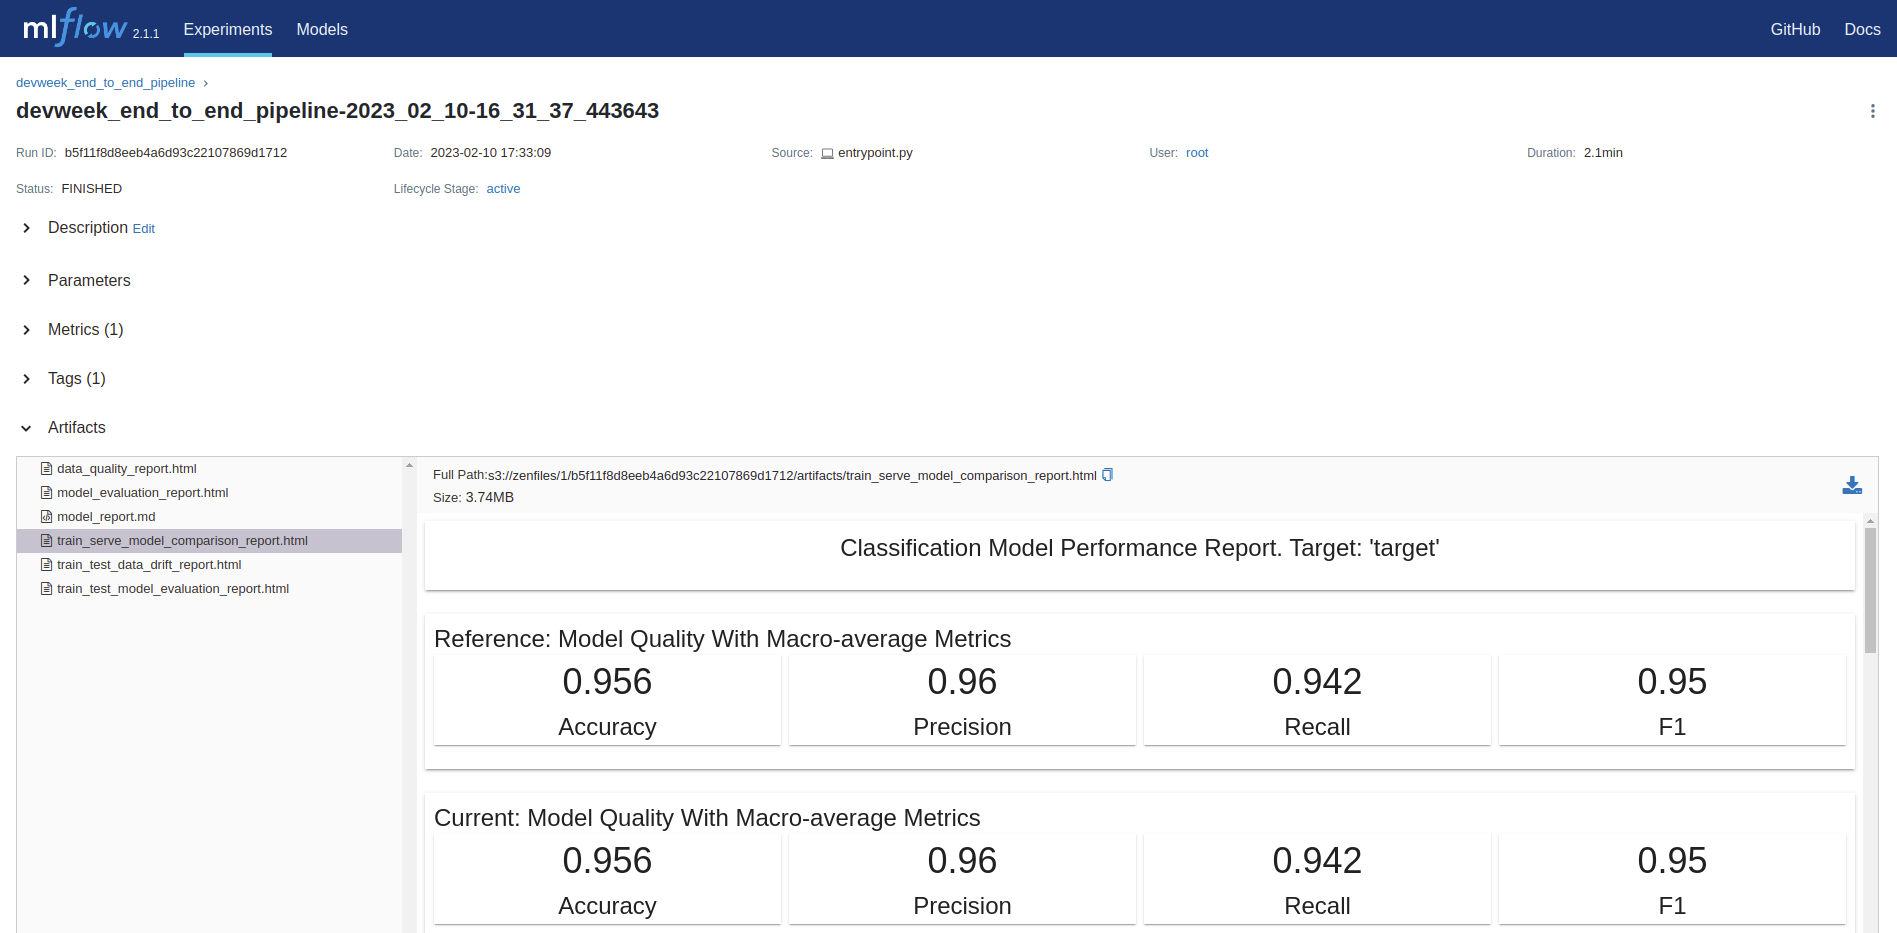 mlflow 2.1.1 Experiments Models GitHub Docs
devweek_end_to_end_pipeline ›
devweek_end_to_end_pipeline-2023_02_10-16_31_37_443643
Run ID: b5f11f8d8eeb4a6d93c22107869d1712 Date: 2023-02-10 17:33:09 Source: entrypoint.py User: root Duration: 2.1min
Status: FINISHED Lifecycle Stage: active
Description Edit
Parameters
Metrics (1)
Tags (1)
Artifacts
data_quality_report.html
model_evaluation_report.html
model_report.md
train_serve_model_comparison_report.html
train_test_data_drift_report.html
train_test_model_evaluation_report.html
Full Path:s3://zenfiles/1/b5f11f8d8eeb4a6d93c22107869d1712/artifacts/train_serve_model_comparison_report.html
Size: 3.74MB
Classification Model Performance Report. Target: 'target'
Reference: Model Quality With Macro-average Metrics
0.956 0.96 0.942 0.95
Accuracy Precision Recall F1
Current: Model Quality With Macro-average Metrics
0.956 0.96 0.942 0.95
Accuracy Precision Recall F1